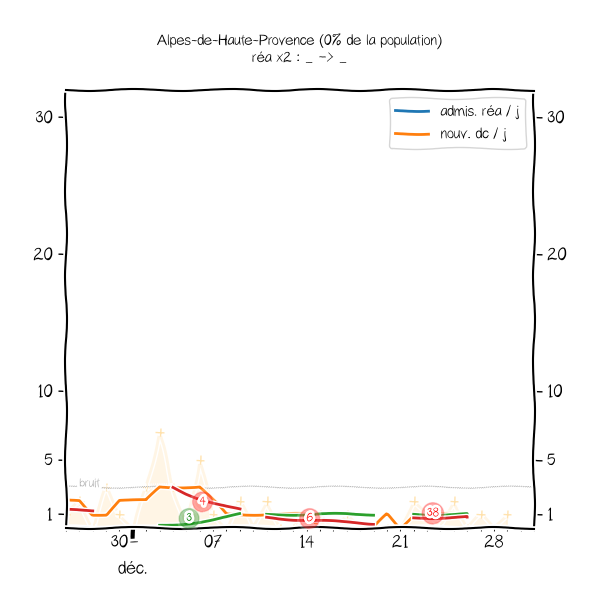 Alpes-de-Haute-Provence (0% de la population)
réa x2 : _ -> _
admis. réa / j
nouv. dc / j
30 30
20 20
10 10
5 5
bruit
4
38
3
6
1 1
30 07 14 21 28
déc.